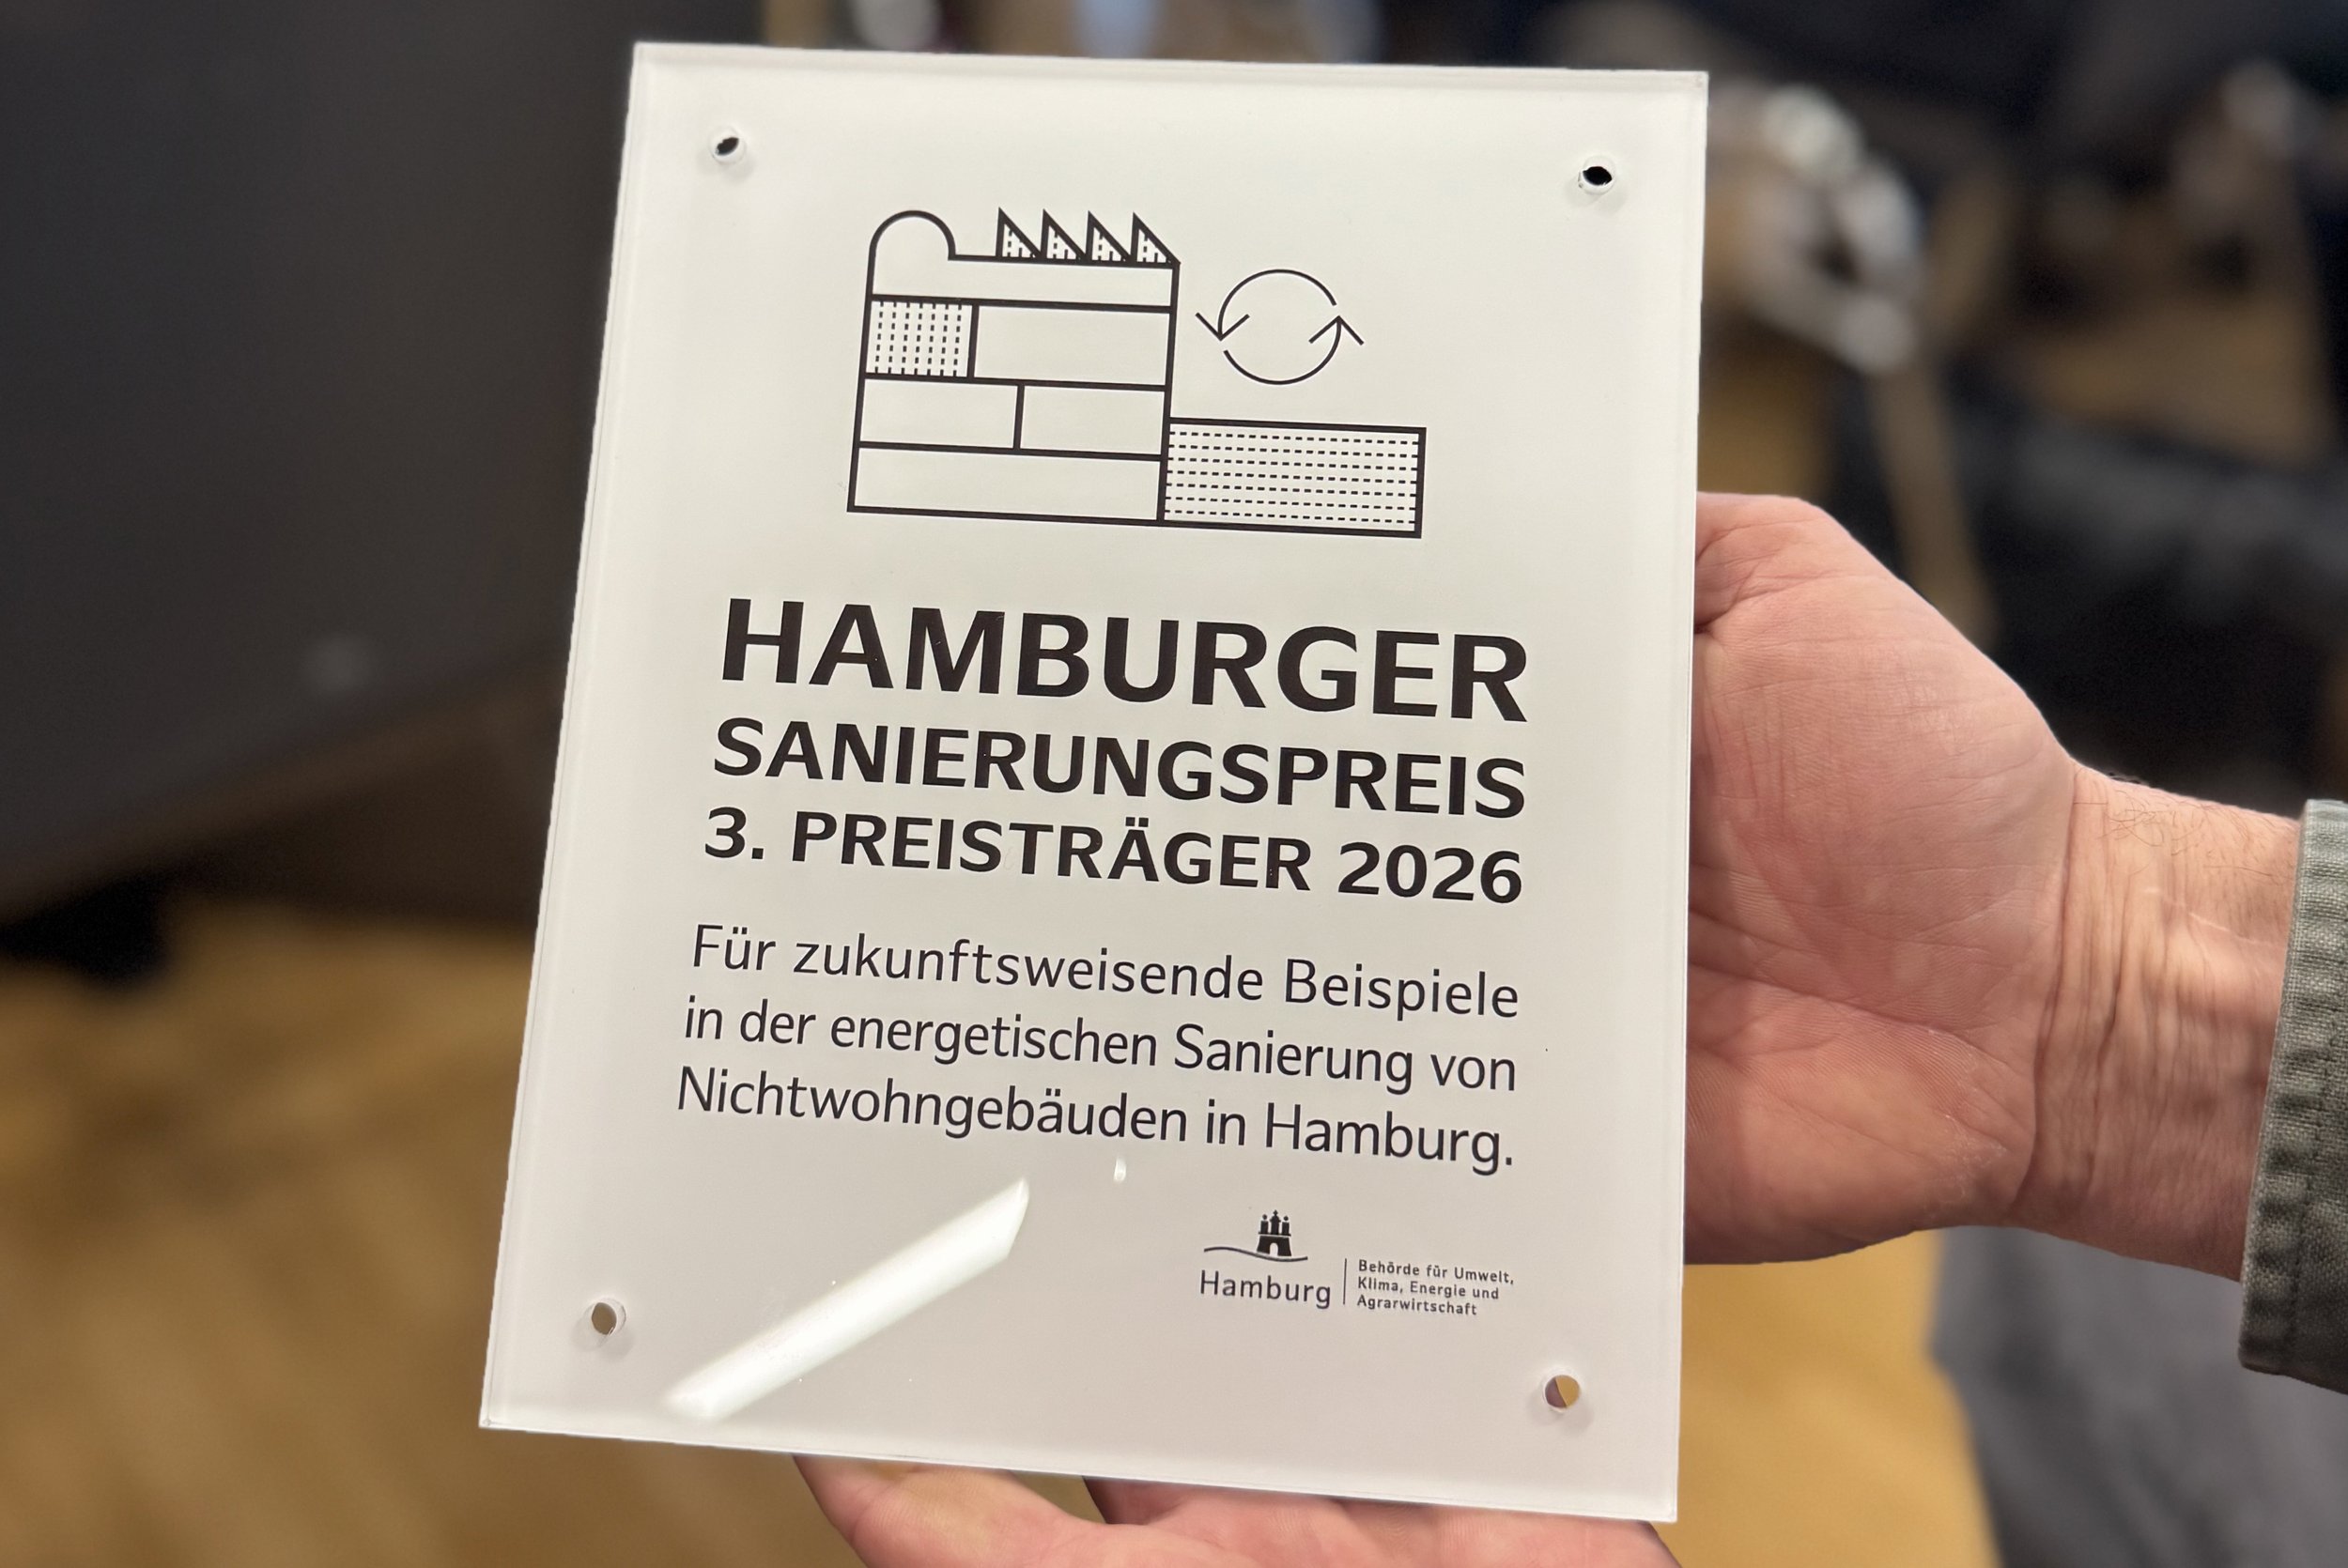 HAMBURGER
SANIERUNGSPREIS
3. PREISTRÄGER 2026
Für zukunftsweisende Beispiele
in der energetischen Sanierung von
Nichtwohngebäuden in Hamburg.
Hamburg
Behörde für Umwelt,
Klima, Energie und
Agrarwirtschaft